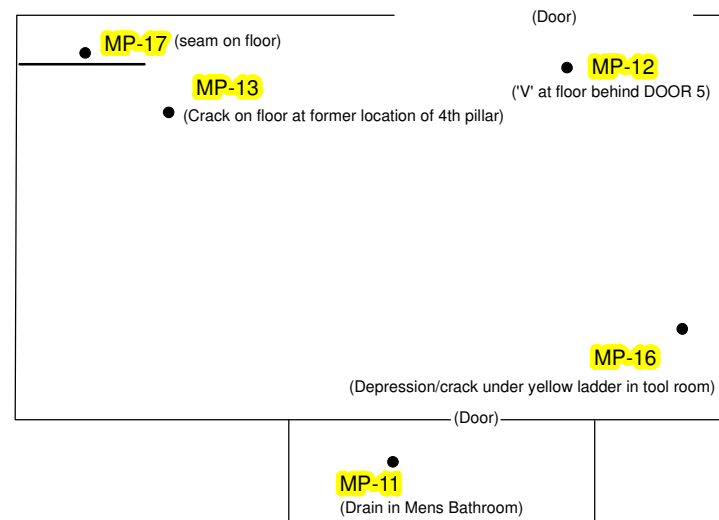 (Door)
MP-17 (seam on floor)
MP-12
('V' at floor behind DOOR 5)
MP-13
(Crack on floor at former location of 4th pillar)
MP-16
(Depression/crack under yellow ladder in tool room)
(Door)
MP-11
(Drain in Mens Bathroom)